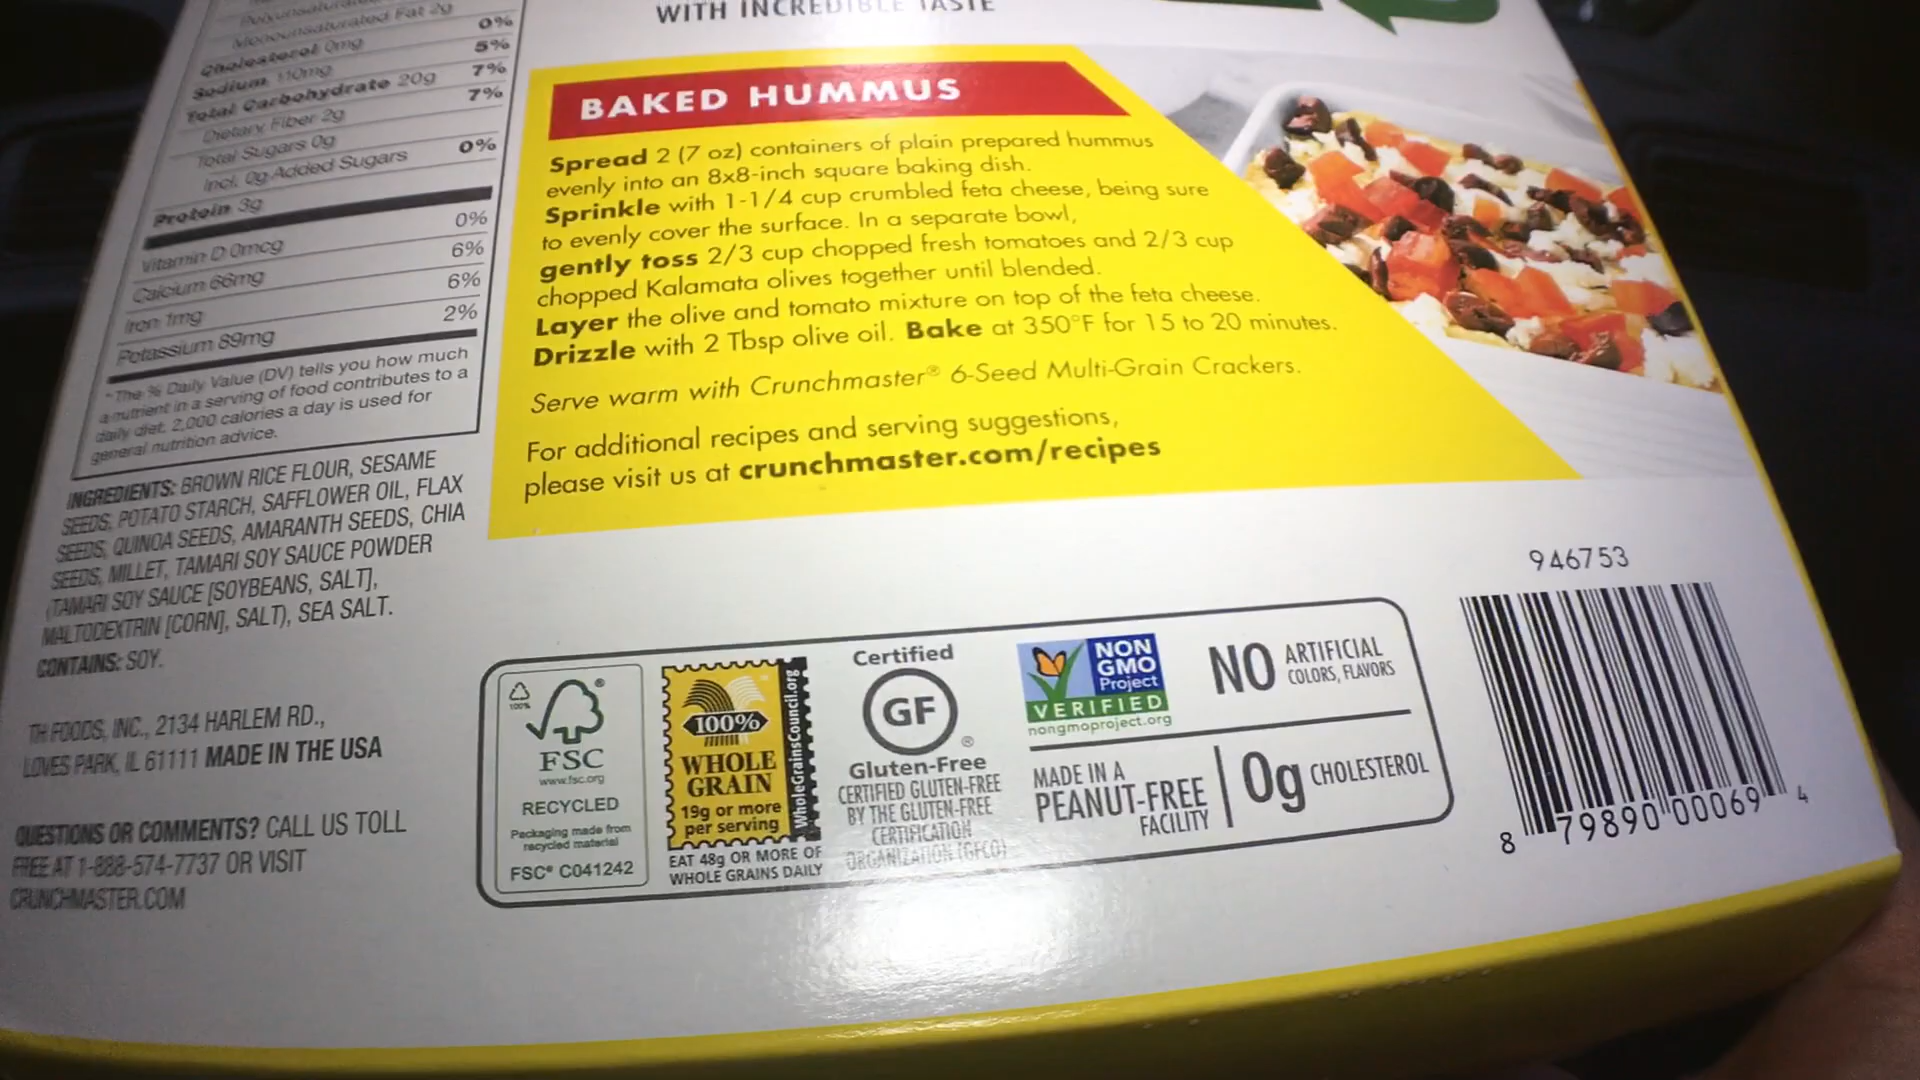 WITH INCREDIBLE TASTE
Monounsaturated Fat 2g
Cholesterol 0mg 0%
Sodium 110mg 5%
Total Carbohydrate 20g 7%
Dietary Fiber 2g 7%
Total Sugars 0g
Incl. 0g Added Sugars 0%
Protein 3g
Vitamin D 0mcg 0%
Calcium 66mg 6%
Iron 1mg 6%
Potassium 89mg 2%
*The % Daily Value (DV) tells you how much
a nutrient in a serving of food contributes to a
daily diet. 2,000 calories a day is used for
general nutrition advice.
INGREDIENTS: BROWN RICE FLOUR, SESAME
SEEDS, POTATO STARCH, SAFFLOWER OIL, FLAX
SEEDS, QUINOA SEEDS, AMARANTH SEEDS, CHIA
SEEDS, MILLET, TAMARI SOY SAUCE POWDER
(TAMARI SOY SAUCE [SOYBEANS, SALT],
MALTODEXTRIN [CORN], SALT), SEA SALT.
CONTAINS: SOY.
TH FOODS, INC., 2134 HARLEM RD.,
LOVES PARK, IL 61111 MADE IN THE USA
QUESTIONS OR COMMENTS? CALL US TOLL
FREE AT 1-888-574-7737 OR VISIT
CRUNCHMASTER.COM
BAKED HUMMUS
Spread 2 (7 oz) containers of plain prepared hummus
evenly into an 8x8-inch square baking dish.
Sprinkle with 1-1/4 cup crumbled feta cheese, being sure
to evenly cover the surface. In a separate bowl,
gently toss 2/3 cup chopped fresh tomatoes and 2/3 cup
chopped Kalamata olives together until blended.
Layer the olive and tomato mixture on top of the feta cheese.
Drizzle with 2 Tbsp olive oil. Bake at 350°F for 15 to 20 minutes.
Serve warm with Crunchmaster® 6-Seed Multi-Grain Crackers.
For additional recipes and serving suggestions,
please visit us at crunchmaster.com/recipes
100%
®
FSC
www.fsc.org
RECYCLED
Packaging made from
recycled material
FSC® C041242
100%
WHOLE
GRAIN
19g or more
per serving
WholeGrainsCouncil.org
EAT 48g OR MORE OF
WHOLE GRAINS DAILY
Certified
GF
®
Gluten-Free
CERTIFIED GLUTEN-FREE
BY THE GLUTEN-FREE
CERTIFICATION
ORGANIZATION (GFCO)
NON
GMO
Project
VERIFIED
nongmoproject.org
NO ARTIFICIAL
COLORS, FLAVORS
MADE IN A
PEANUT-FREE
FACILITY
0g CHOLESTEROL
946753
8 79890 00069 4